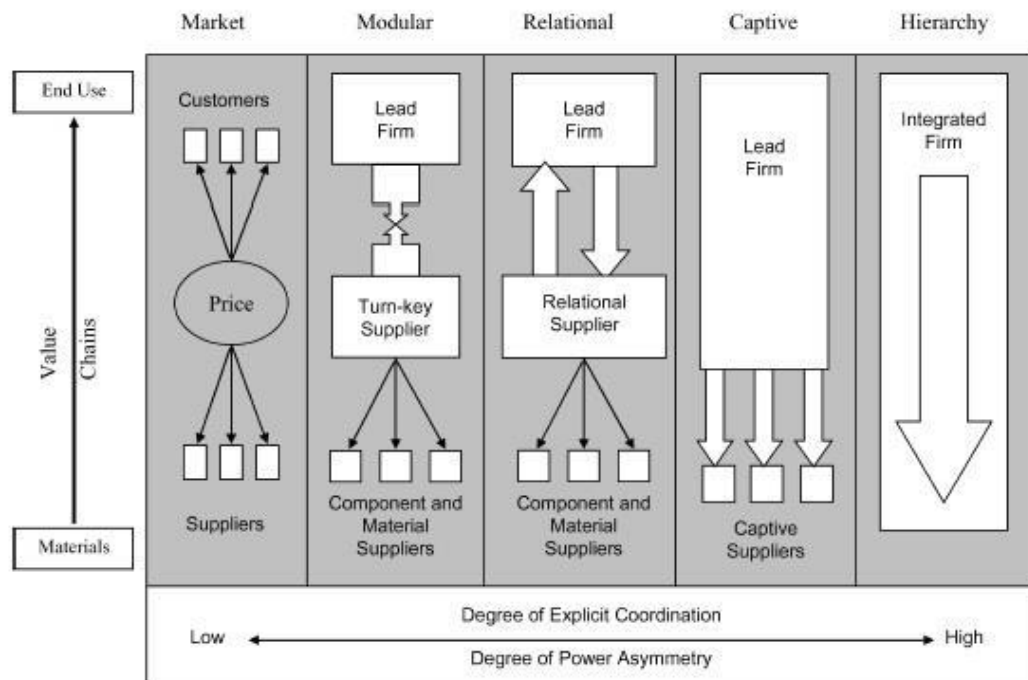 Market
Modular
Relational
Captive
Hierarchy
End Use
Value
Chains
Materials
Customers
Price
Suppliers
Lead
Firm
Turn-key
Supplier
Component and
Material
Suppliers
Lead
Firm
Relational
Supplier
Component and
Material
Suppliers
Lead
Firm
Captive
Suppliers
Integrated
Firm
Degree of Explicit Coordination
Low
High
Degree of Power Asymmetry